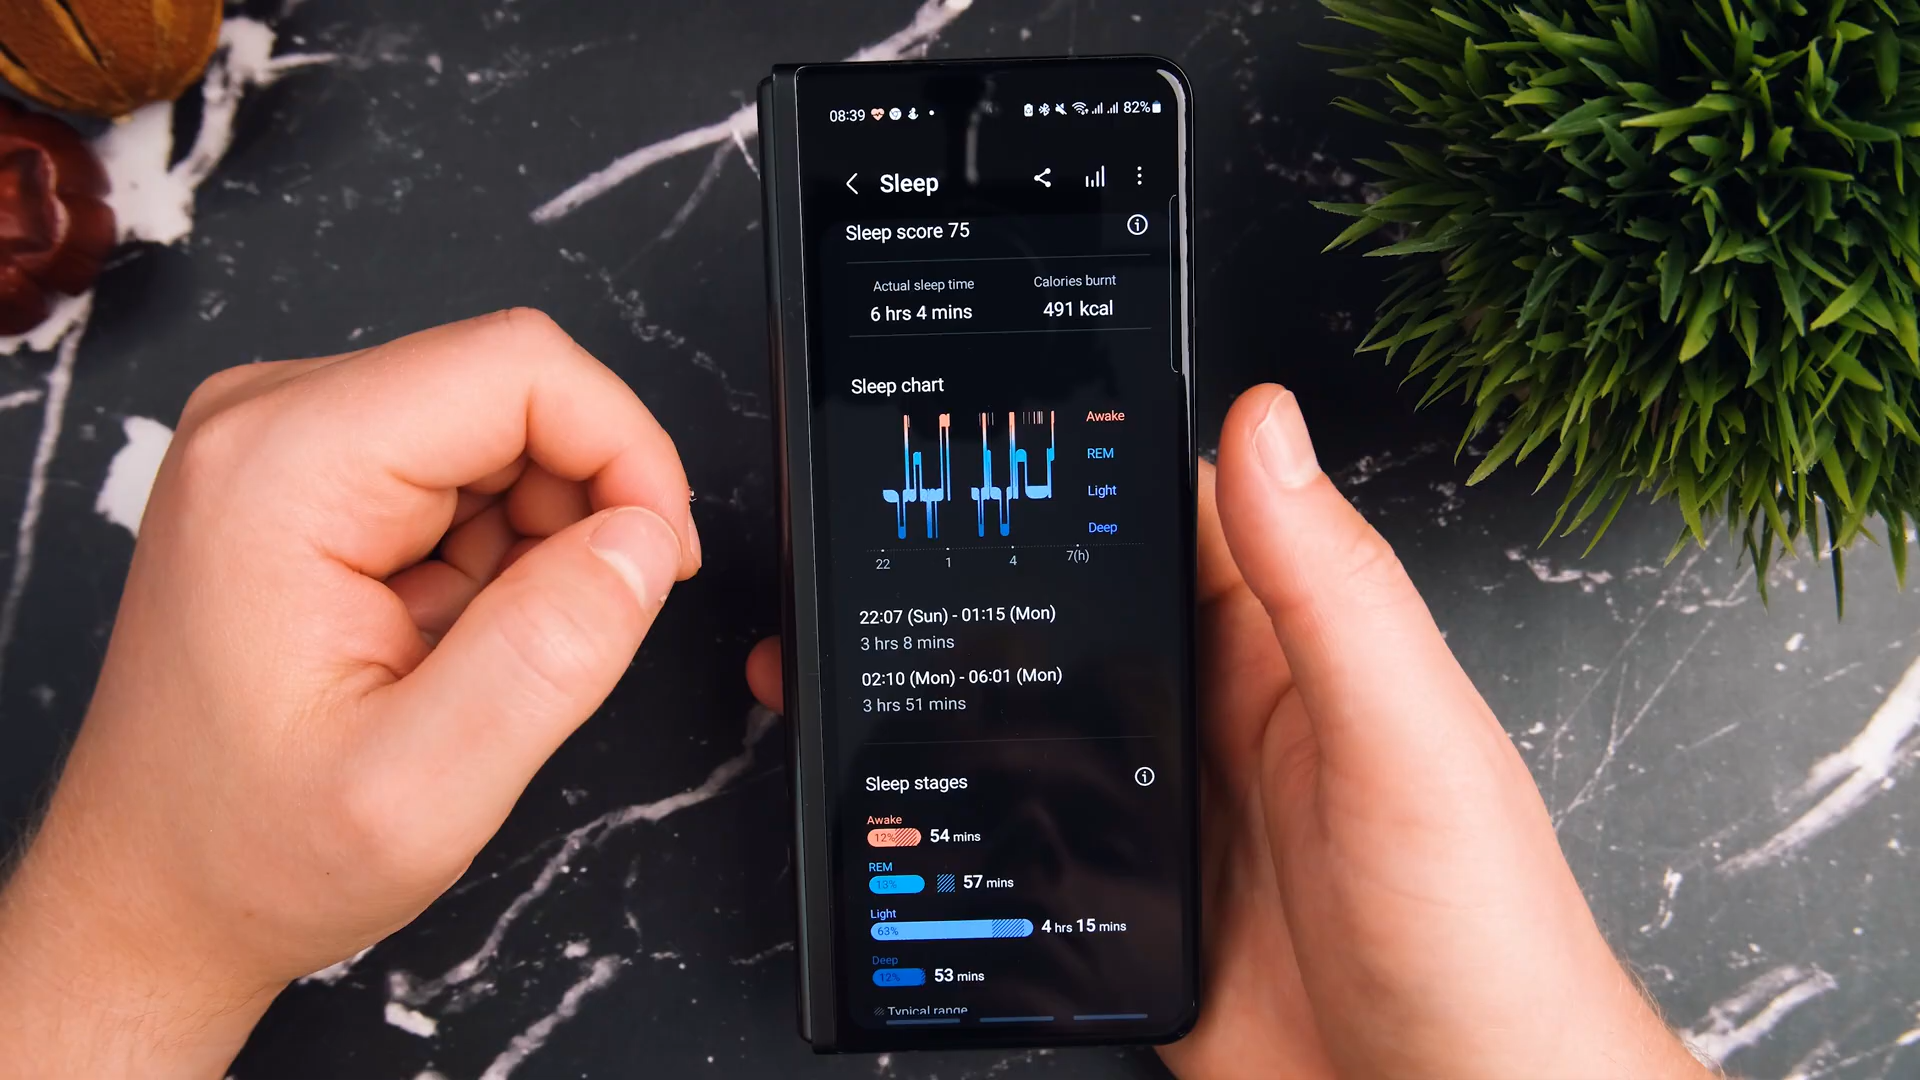 08:39 82%
Sleep
Sleep score 75
Actual sleep time Calories burnt
6 hrs 4 mins 491 kcal
Sleep chart
Awake
REM
Light
Deep
22 1 4 7(h)
22:07 (Sun) - 01:15 (Mon)
3 hrs 8 mins
02:10 (Mon) - 06:01 (Mon)
3 hrs 51 mins
Sleep stages
Awake
12% 54 mins
REM
13% 57 mins
Light
63% 4 hrs 15 mins
Deep
12% 53 mins
Typical range